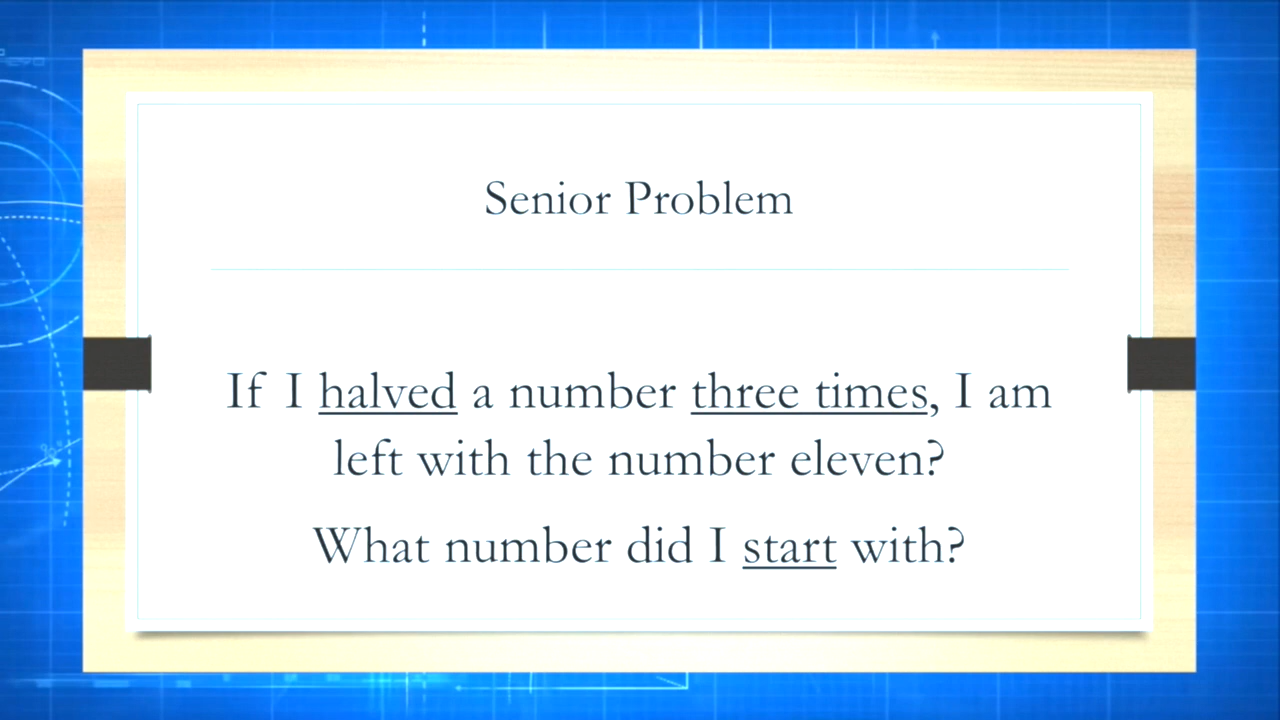 Senior Problem
If I halved a number three times, I am
left with the number eleven?
What number did I start with?